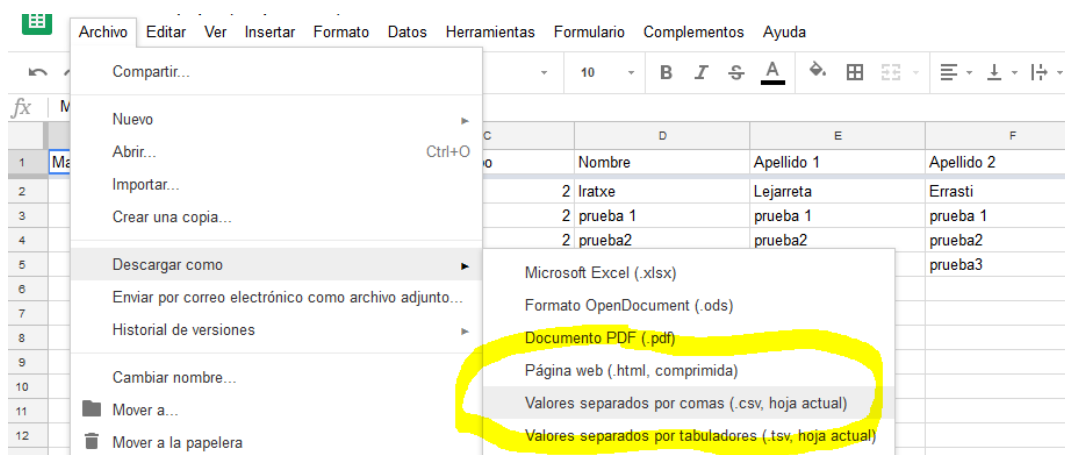 Archivo Editar Ver Insertar Formato Datos Herramientas Formulario Complementos Ayuda
Compartir... 10 B I S A
fx M
Nuevo
C D E F
Abrir... Ctrl+O
1 Ma po Nombre Apellido 1 Apellido 2
Importar...
2 2 Iratxe Lejarreta Errasti
Crear una copia...
3 2 prueba 1 prueba 1 prueba 1
4 2 prueba2 prueba2 prueba2
Descargar como
5 prueba3
Microsoft Excel (.xlsx)
6
Enviar por correo electrónico como archivo adjunto...
Formato OpenDocument (.ods)
7
Historial de versiones
8
Documento PDF (.pdf)
9
Página web (.html, comprimida)
Cambiar nombre...
10
Mover a...
11
Valores separados por comas (.csv, hoja actual)
12
Mover a la papelera
Valores separados por tabuladores (.tsv, hoja actual)